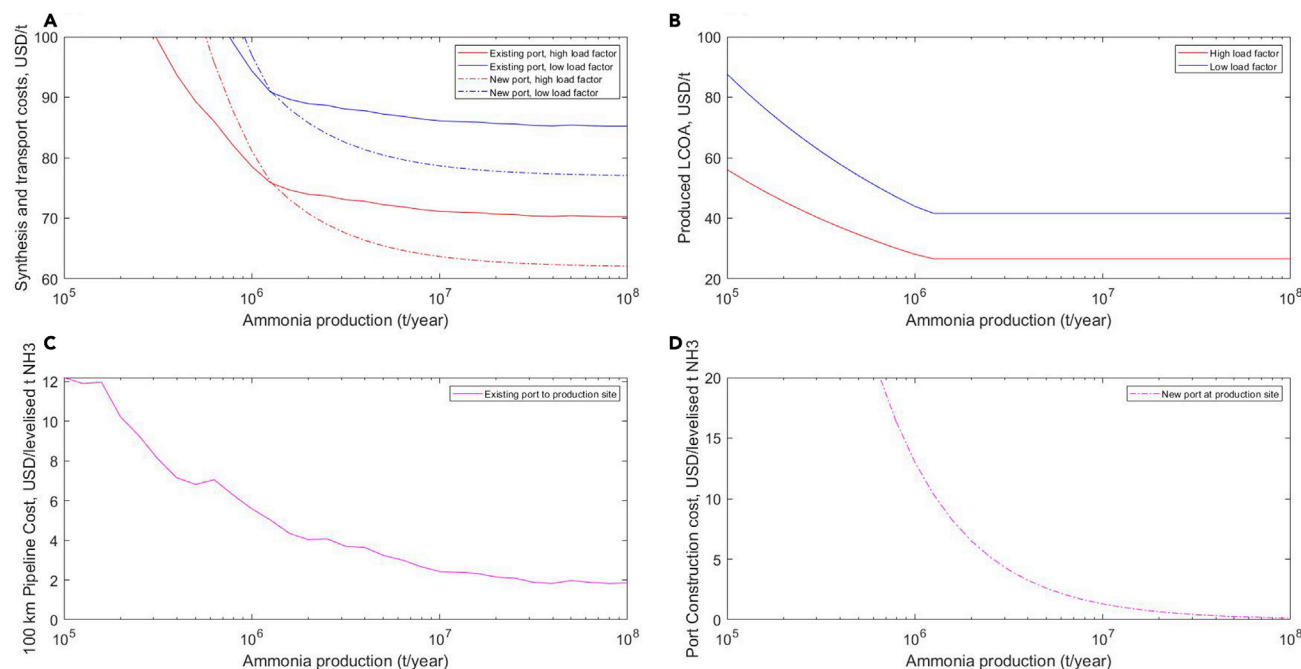 A
Synthesis and transport costs, USD/t
100
90
80
70
60
10^5
10^6
10^7
10^8
Ammonia production (t/year)
Existing port, high load factor
Existing port, low load factor
New port, high load factor
New port, low load factor
B
Produced LCOA, USD/t
100
80
60
40
20
10^5
10^6
10^7
10^8
Ammonia production (t/year)
High load factor
Low load factor
C
100 km Pipeline Cost, USD/levelised t NH3
12
10
8
6
4
2
0
10^5
10^6
10^7
10^8
Ammonia production (t/year)
Existing port to production site
D
Port Construction cost, USD/levelised t NH3
20
15
10
5
0
10^5
10^6
10^7
10^8
Ammonia production (t/year)
New port at production site